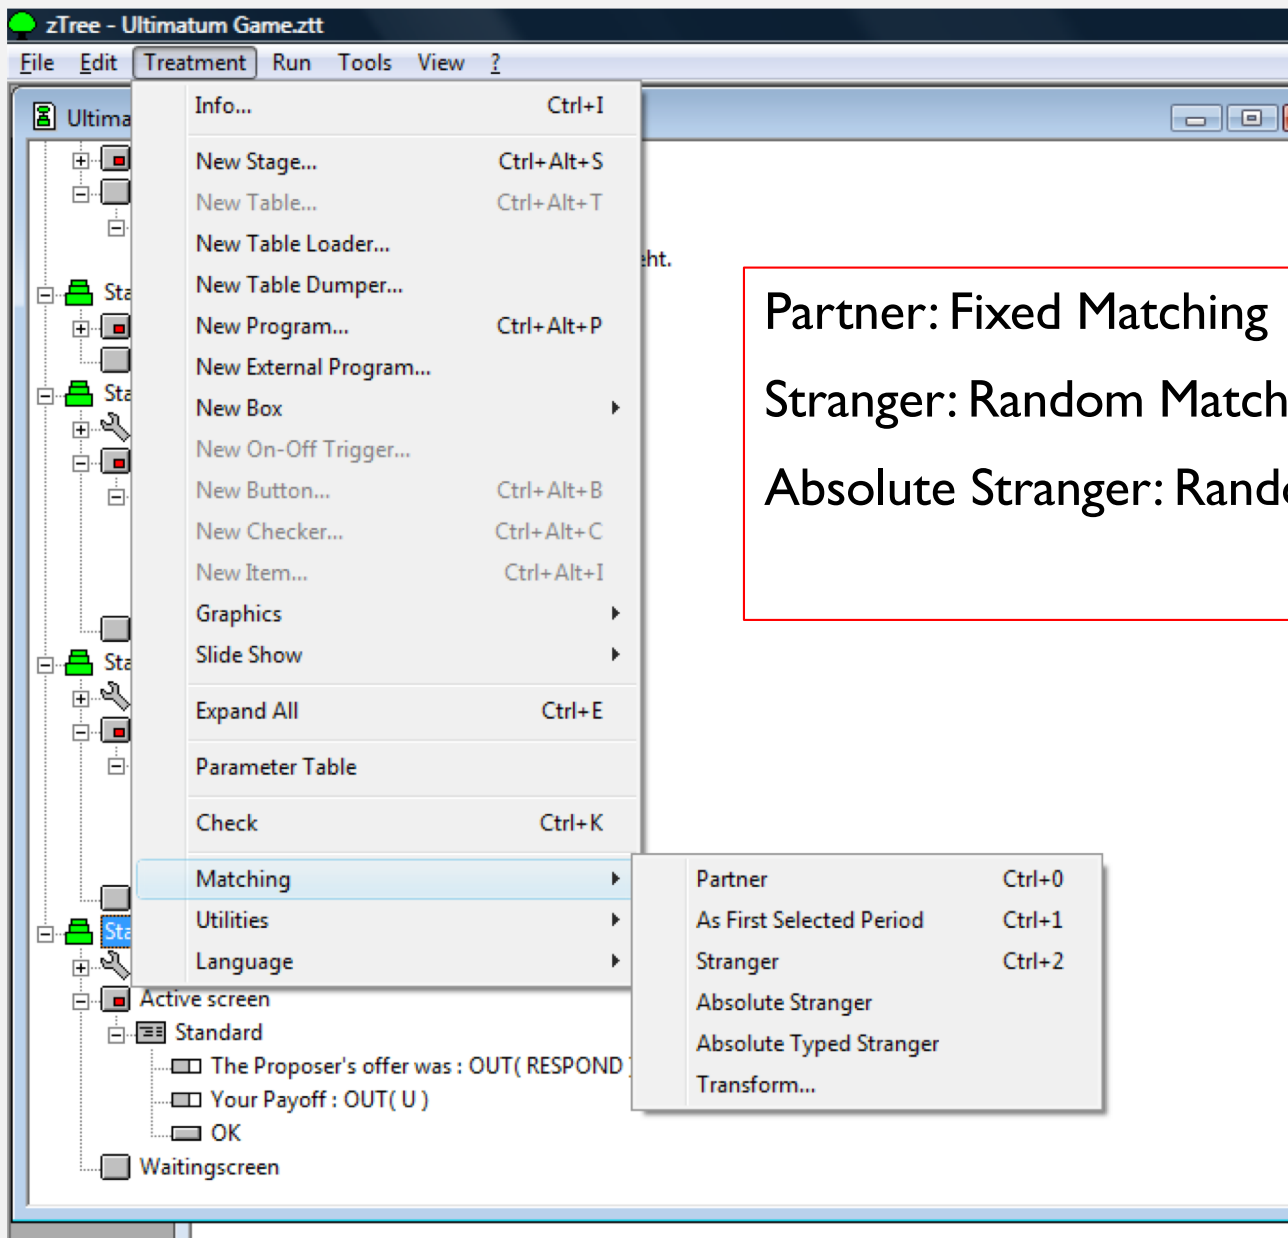 zTree - Ultimatum Game.ztt
File Edit Treatment Run Tools View ?
Ultima
Info... Ctrl+I
New Stage... Ctrl+Alt+S
New Table... Ctrl+Alt+T
New Table Loader...
eht.
New Table Dumper...
Sta
New Program... Ctrl+Alt+P
New External Program...
Sta
New Box
New On-Off Trigger...
New Button... Ctrl+Alt+B
New Checker... Ctrl+Alt+C
New Item... Ctrl+Alt+I
Graphics
Slide Show
Sta
Expand All Ctrl+E
Parameter Table
Check Ctrl+K
Matching
Utilities
Sta
Language
Partner: Fixed Matching
Stranger: Random Match
Absolute Stranger: Rand
Partner Ctrl+0
As First Selected Period Ctrl+1
Stranger Ctrl+2
Absolute Stranger
Absolute Typed Stranger
Transform...
Active screen
Standard
The Proposer's offer was : OUT( RESPOND
Your Payoff : OUT( U )
OK
Waitingscreen